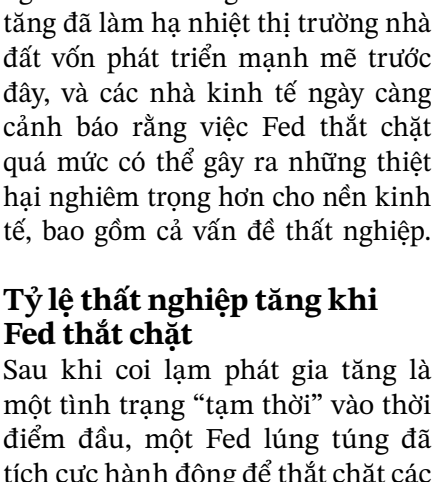 tăng đã làm hạ nhiệt thị trường nhà
đất vốn phát triển mạnh mẽ trước
đây, và các nhà kinh tế ngày càng
cảnh báo rằng việc Fed thắt chặt
quá mức có thể gây ra những thiệt
hại nghiêm trọng hơn cho nền kinh
tế, bao gồm cả vấn đề thất nghiệp.
Tỷ lệ thất nghiệp tăng khi
Fed thắt chặt
Sau khi coi lạm phát gia tăng là
một tình trạng “tạm thời” vào thời
điểm đầu, một Fed lúng túng đã
tích cực hành động để thắt chặt các